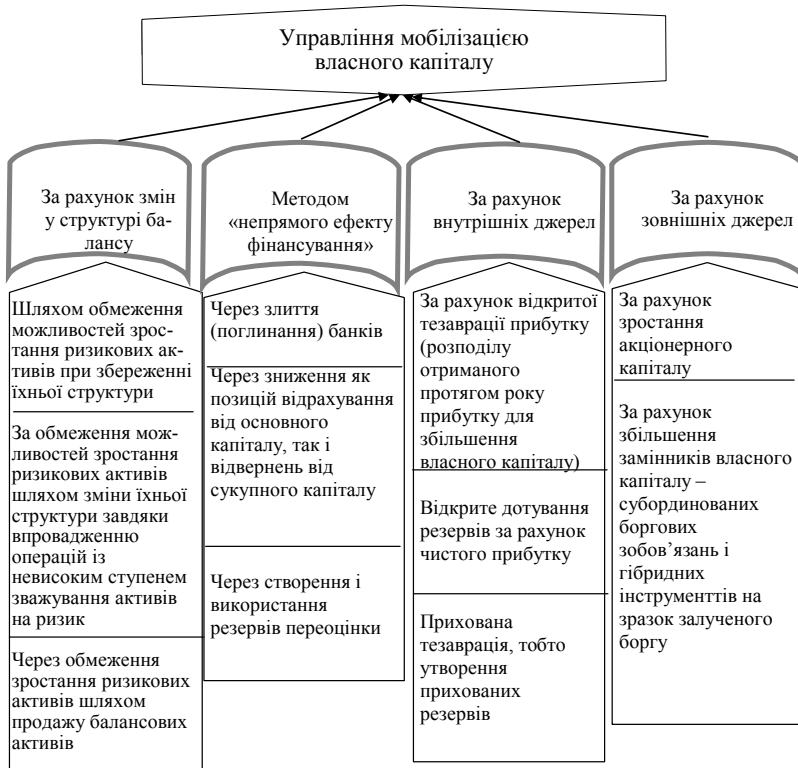 Управління мобілізацією
власного капіталу
За рахунок змін
у структурі ба-
лансу
Методом
«непрямого ефекту
фінансування»
За рахунок
внутрішніх джерел
За рахунок
зовнішніх джерел
Шляхом обмеження
можливостей зрос-
тання ризикових ак-
тивів при збереженні
їхньої структури
За обмеження мож-
ливостей зростання
ризикових активів
шляхом зміни їхньої
структури завдяки
впровадженню
операцій із
невисоким ступенем
зважування активів
на ризик
Через обмеження
зростання ризикових
активів шляхом
продажу балансових
активів
Через злиття
(поглинання) банків
Через зниження як
позицій відрахування
від основного
капіталу, так і
відвернень від
сукупного капіталу
Через створення і
використання
резервів переоцінки
За рахунок відкритої
тезаврації прибутку
(розподілу
отриманого
протягом року
прибутку для
збільшення
власного капіталу)
Відкрите дотування
резервів за рахунок
чистого прибутку
Прихована
тезаврація, тобто
утворення
прихованих
резервів
За рахунок
зростання
акціонерного
капіталу
За рахунок
збільшення
замінників власного
капіталу –
субординованих
боргових
зобов’язань і
гібридних
інструменттів на
зразок залученого
боргу